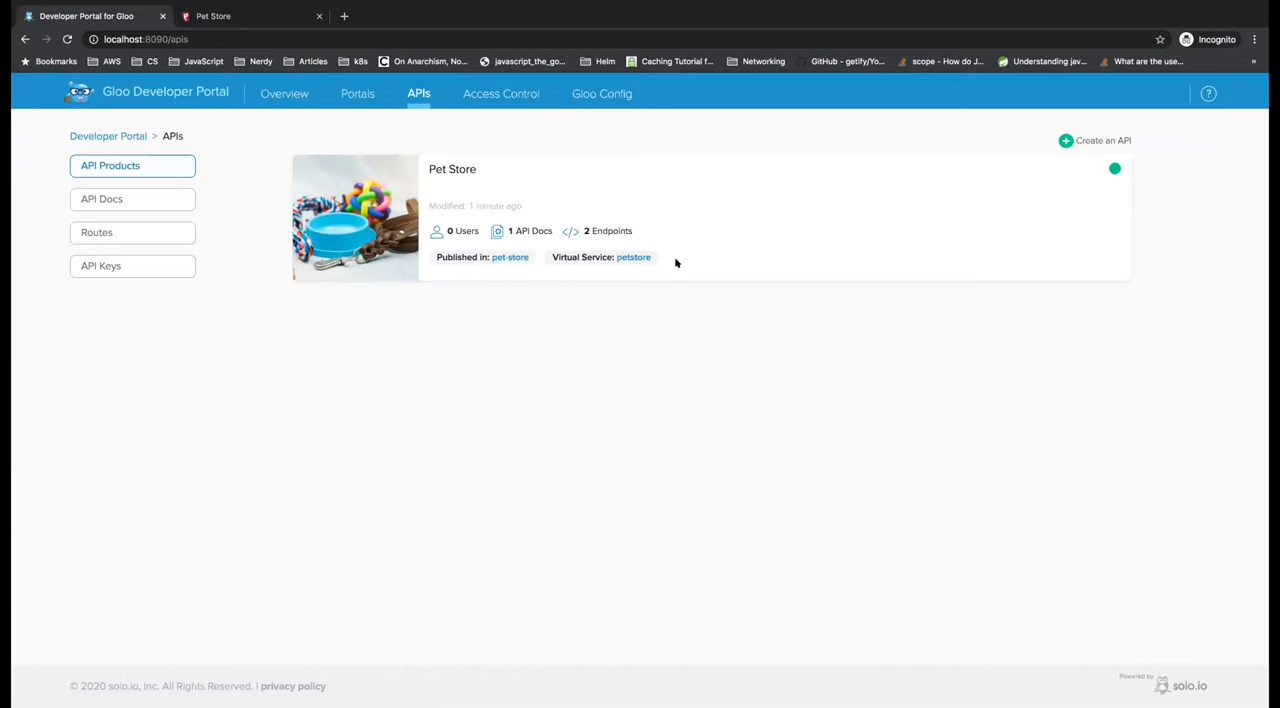 Developer Portal for Gloo
Pet Store
localhost:8090/apis
Incognito
Bookmarks AWS CS JavaScript Nerdy Articles k8s On Anarchism, No... javascript_the_go... Helm Caching Tutorial f... Networking GitHub - getify/Yo... scope - How do J... Understanding jav... What are the use... »
Gloo Developer Portal Overview Portals APIs Access Control Gloo Config ?
Developer Portal > APIs
Create an API
API Products
API Docs
Routes
API Keys
Pet Store
Modified: 1 minute ago
0 Users 1 API Docs 2 Endpoints
Published in: pet-store Virtual Service: petstore
© 2020 solo.io, Inc. All Rights Reserved. | privacy policy
Powered by
solo.io